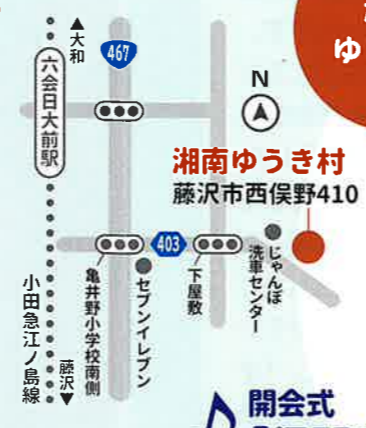 ゆ
▲大和
467
六会日大前駅
N
湘南ゆうき村
藤沢市西俣野410
403
亀井野小学校南側
セブンイレブン
下屋敷
じゃんぼ
洗車センター
小田急江ノ島線
藤沢▼
開会式